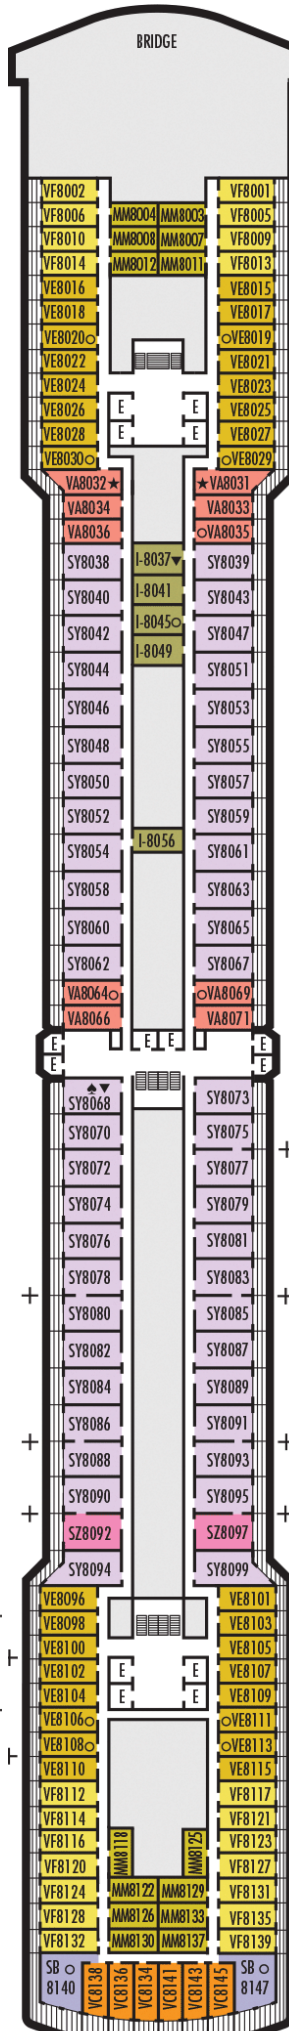 BRIDGE
VF8002 VF8001
VF8006 MM8004 MM8003 VF8005
VF8010 MM8008 MM8007 VF8009
VF8014 MM8012 MM8011 VF8013
VE8016 VE8015
VE8018 VE8017
VE8020○ ○VE8019
VE8022 VE8021
VE8024 VE8023
E E
VE8026 VE8025
VE8028 E E VE8027
VE8030○ ○VE8029
VA8032★ ★VA8031
VA8034 VA8033
VA8036 ○VA8035
SY8038 I-8037▼ SY8039
SY8040 I-8041 SY8043
SY8042 I-8045○ SY8047
SY8044 I-8049 SY8051
SY8046 SY8053
SY8048 SY8055
SY8050 SY8057
SY8052 SY8059
SY8054 I-8056 SY8061
SY8058 SY8063
SY8060 SY8065
SY8062 SY8067
VA8064○ ○VA8069
VA8066 VA8071
E E E E
E E
♠▼
SY8068 SY8073
SY8070 SY8075
SY8072 SY8077
SY8074 SY8079
SY8076 SY8081
SY8078 SY8083
SY8080 SY8085
SY8082 SY8087
SY8084 SY8089
SY8086 SY8091
SY8088 SY8093
SY8090 SY8095
SZ8092 SZ8097
SY8094 SY8099
VE8096 VE8101
VE8098 VE8103
VE8100 VE8105
VE8102 E E VE8107
VE8104 E E VE8109
VE8106○ ○VE8111
VE8108○ ○VE8113
VE8110 VE8115
VF8112 VF8117
VF8114 VF8121
VF8116 MM8118 MM8125 VF8123
VF8120 VF8127
VF8124 MM8122 MM8129 VF8131
VF8128 MM8126 MM8133 VF8135
VF8132 MM8130 MM8137 VF8139
SB ○ SB ○
8140 VC8138 VC8136 VC8134 VC8141 VC8143 VC8145 8147